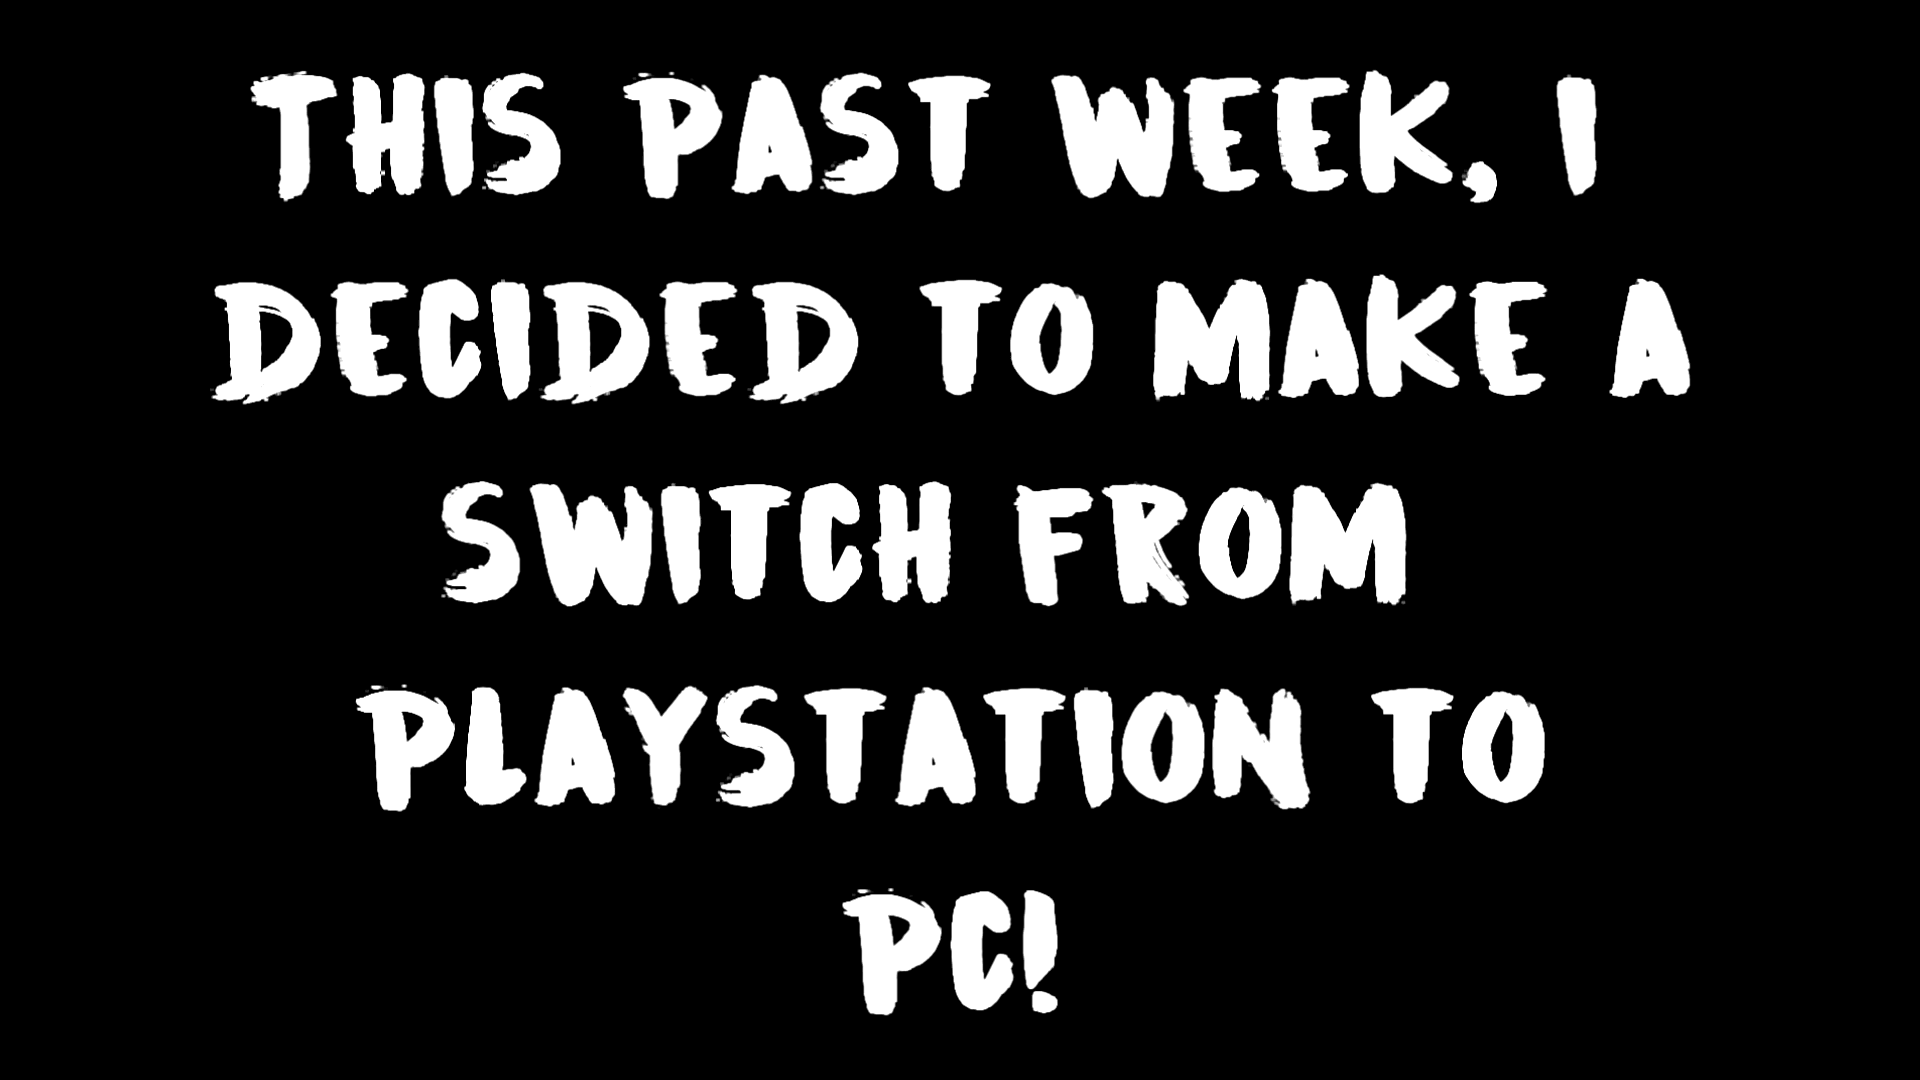 THIS PAST WEEK, I
DECIDED TO MAKE A
SWITCH FROM
PLAYSTATION TO
PC!